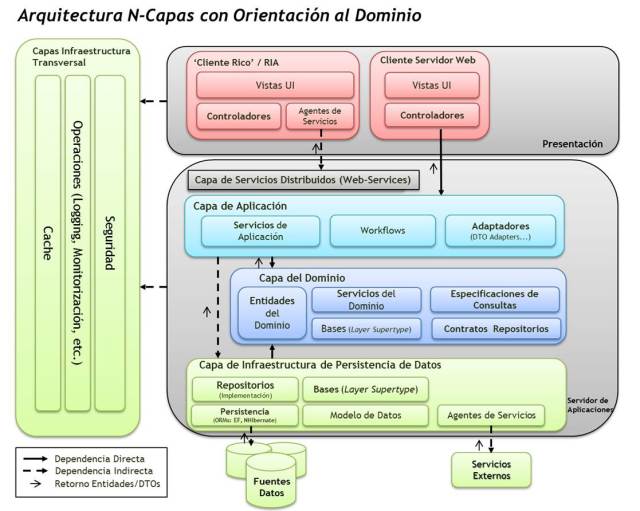 Arquitectura N-Capas con Orientación al Dominio
Capas Infraestructura
Transversal
Cache
Operaciones (Logging, Monitorización, etc.)
Seguridad
'Cliente Rico' / RIA
Vistas UI
Controladores
Agentes de
Servicios
Cliente Servidor Web
Vistas UI
Controladores
Presentación
Capa de Servicios Distribuidos (Web-Services)
Capa de Aplicación
Servicios de
Aplicación
Workflows
Adaptadores
(DTO Adapters...)
Capa del Dominio
Entidades
del
Dominio
Servicios del
Dominio
Especificaciones de
Consultas
Bases (Layer Supertype)
Contratos Repositorios
Capa de Infraestructura de Persistencia de Datos
Repositorios
(Implementación)
Bases (Layer Supertype)
Persistencia
(ORMs: EF, NHibernate)
Modelo de Datos
Agentes de Servicios
Servidor de
Aplicaciones
Dependencia Directa
Dependencia Indirecta
Retorno Entidades/DTOs
Fuentes
Datos
Servicios
Externos